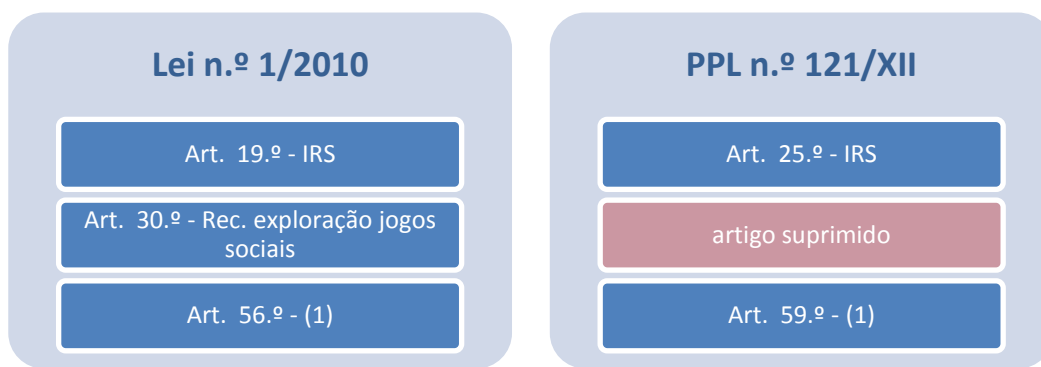 Lei n.º 1/2010
Art. 19.º - IRS
Art. 30.º - Rec. exploração jogos
sociais
Art. 56.º - (1)
PPL n.º 121/XII
Art. 25.º - IRS
artigo suprimido
Art. 59.º - (1)